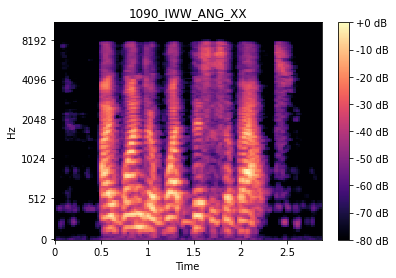 1090_IWW_ANG_XX
8192
4096
2048
1024
512
0
Hz
0 0.5 1 1.5 2 2.5
Time
+0 dB
-10 dB
-20 dB
-30 dB
-40 dB
-50 dB
-60 dB
-70 dB
-80 dB